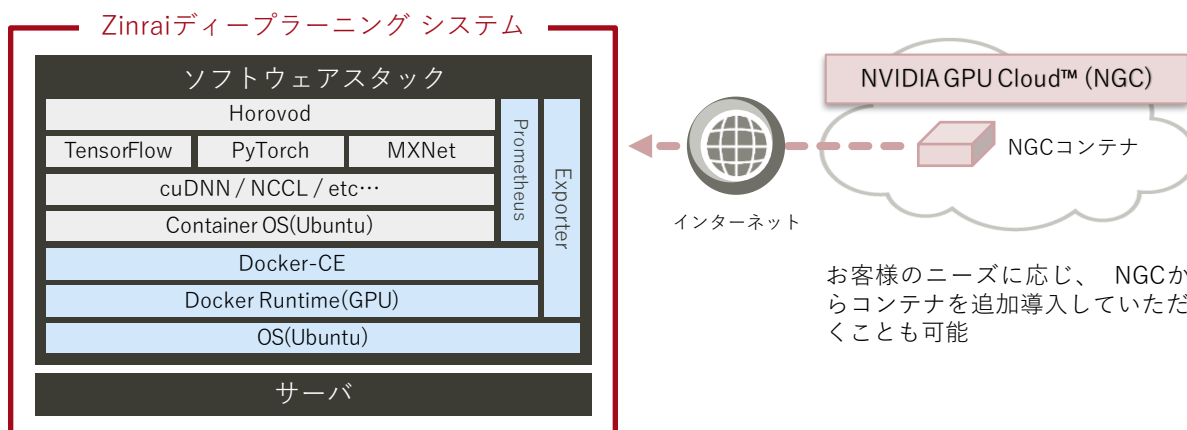 Zinraiディープラーニング システム
ソフトウェアスタック
Horovod
TensorFlow
PyTorch
MXNet
cuDNN / NCCL / etc…
Container OS(Ubuntu)
Prometheus
Exporter
Docker-CE
Docker Runtime(GPU)
OS(Ubuntu)
サーバ
インターネット
NVIDIA GPU Cloud™ (NGC)
NGCコンテナ
お客様のニーズに応じ、 NGCか
らコンテナを追加導入していただ
くことも可能